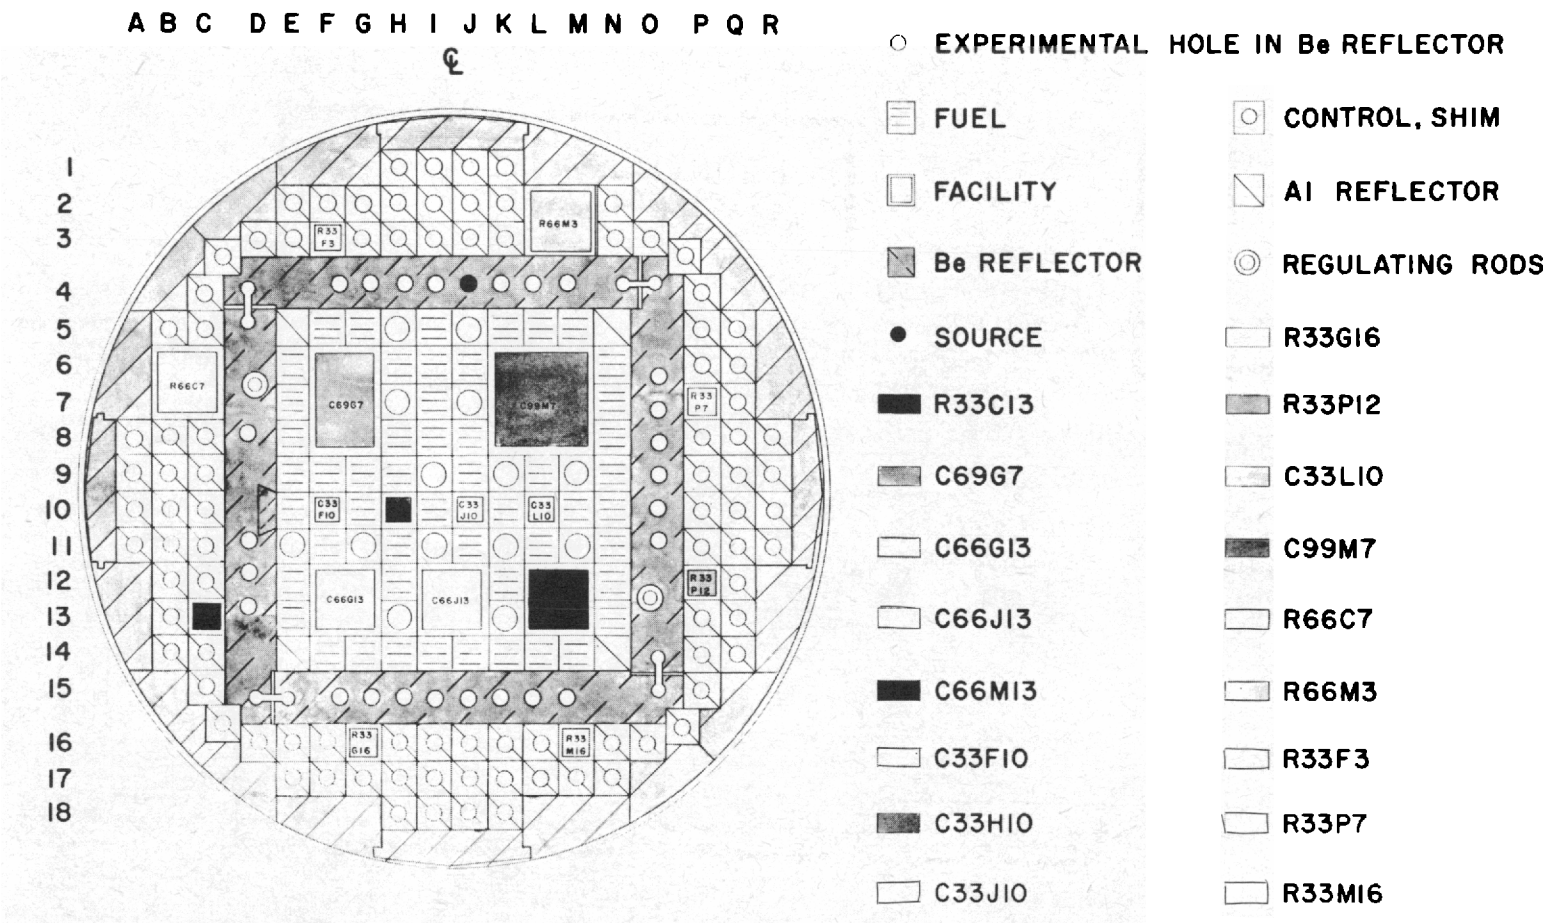 A B C D E F G H I J K L M N O P Q R
℄
EXPERIMENTAL HOLE IN Be REFLECTOR
FUEL
CONTROL, SHIM
FACILITY
Al REFLECTOR
Be REFLECTOR
REGULATING RODS
SOURCE
R33G16
R33C13
R33P12
C69G7
C33L10
C66G13
C99M7
C66J13
R66C7
C66M13
R66M3
C33F10
R33F3
C33H10
R33P7
C33J10
R33M16
1
2
3
4
5
6
7
8
9
10
11
12
13
14
15
16
17
18
R66M3
R33
F3
R66C7
C69G7
C99M7
R33
P7
C33
F10
C33
J10
C33
L10
C66G13
C66J13
R33
P12
R33
G16
R33
M16